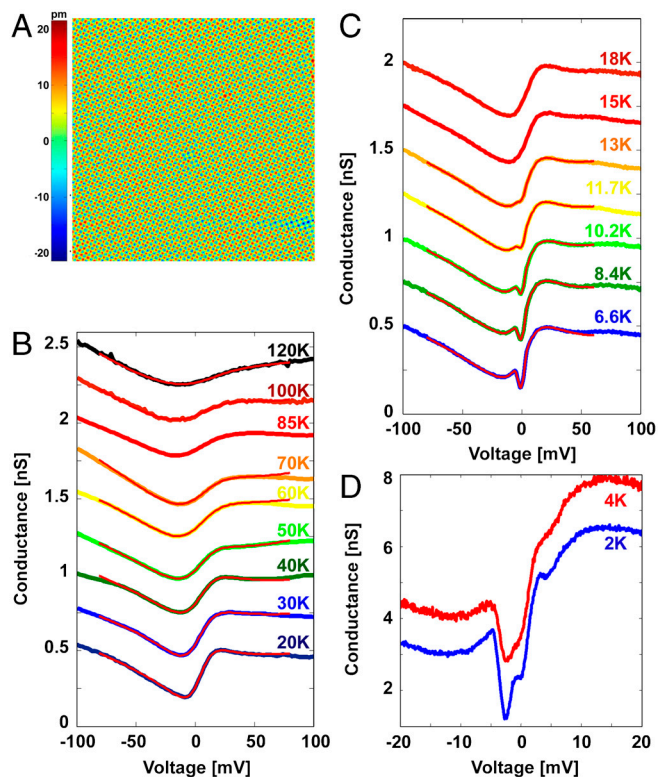 A
pm
20
10
0
-10
-20
B
Conductance [nS]
2.5
2
1.5
1
0.5
0
120K
100K
85K
70K
60K
50K
40K
30K
20K
-100
-50
0
50
100
Voltage [mV]
C
Conductance [nS]
2
1.5
1
0.5
0
18K
15K
13K
11.7K
10.2K
8.4K
6.6K
-100
-50
0
50
100
Voltage [mV]
D
Conductance [nS]
8
6
4
2
4K
2K
-20
-10
0
10
20
Voltage [mV]